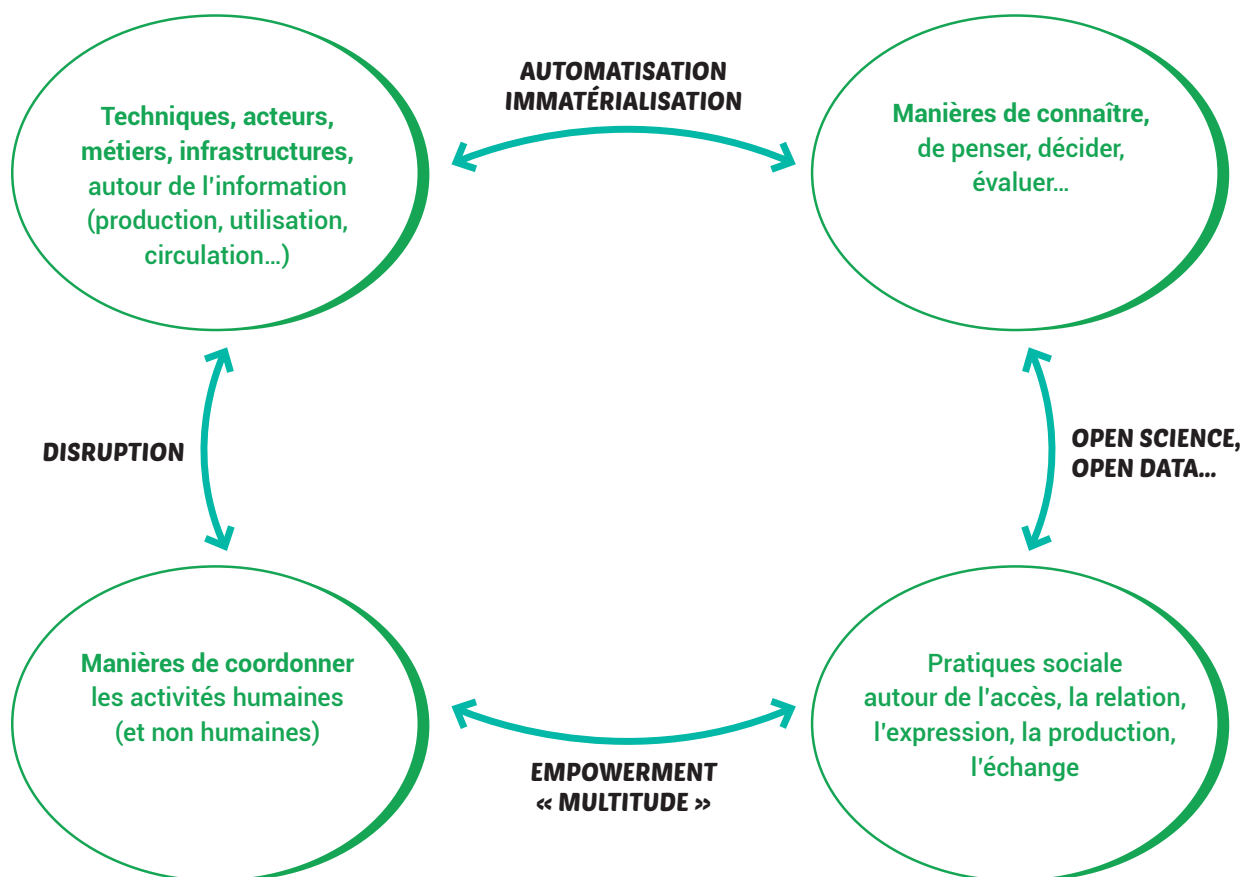 AUTOMATISATION
IMMATÉRIALISATION
Techniques, acteurs,
métiers, infrastructures,
autour de l'information
(production, utilisation,
circulation…)
Manières de connaître,
de penser, décider,
évaluer…
DISRUPTION
OPEN SCIENCE,
OPEN DATA…
Manières de coordonner
les activités humaines
(et non humaines)
Pratiques sociale
autour de l'accès, la relation,
l'expression, la production,
l'échange
EMPOWERMENT
« MULTITUDE »